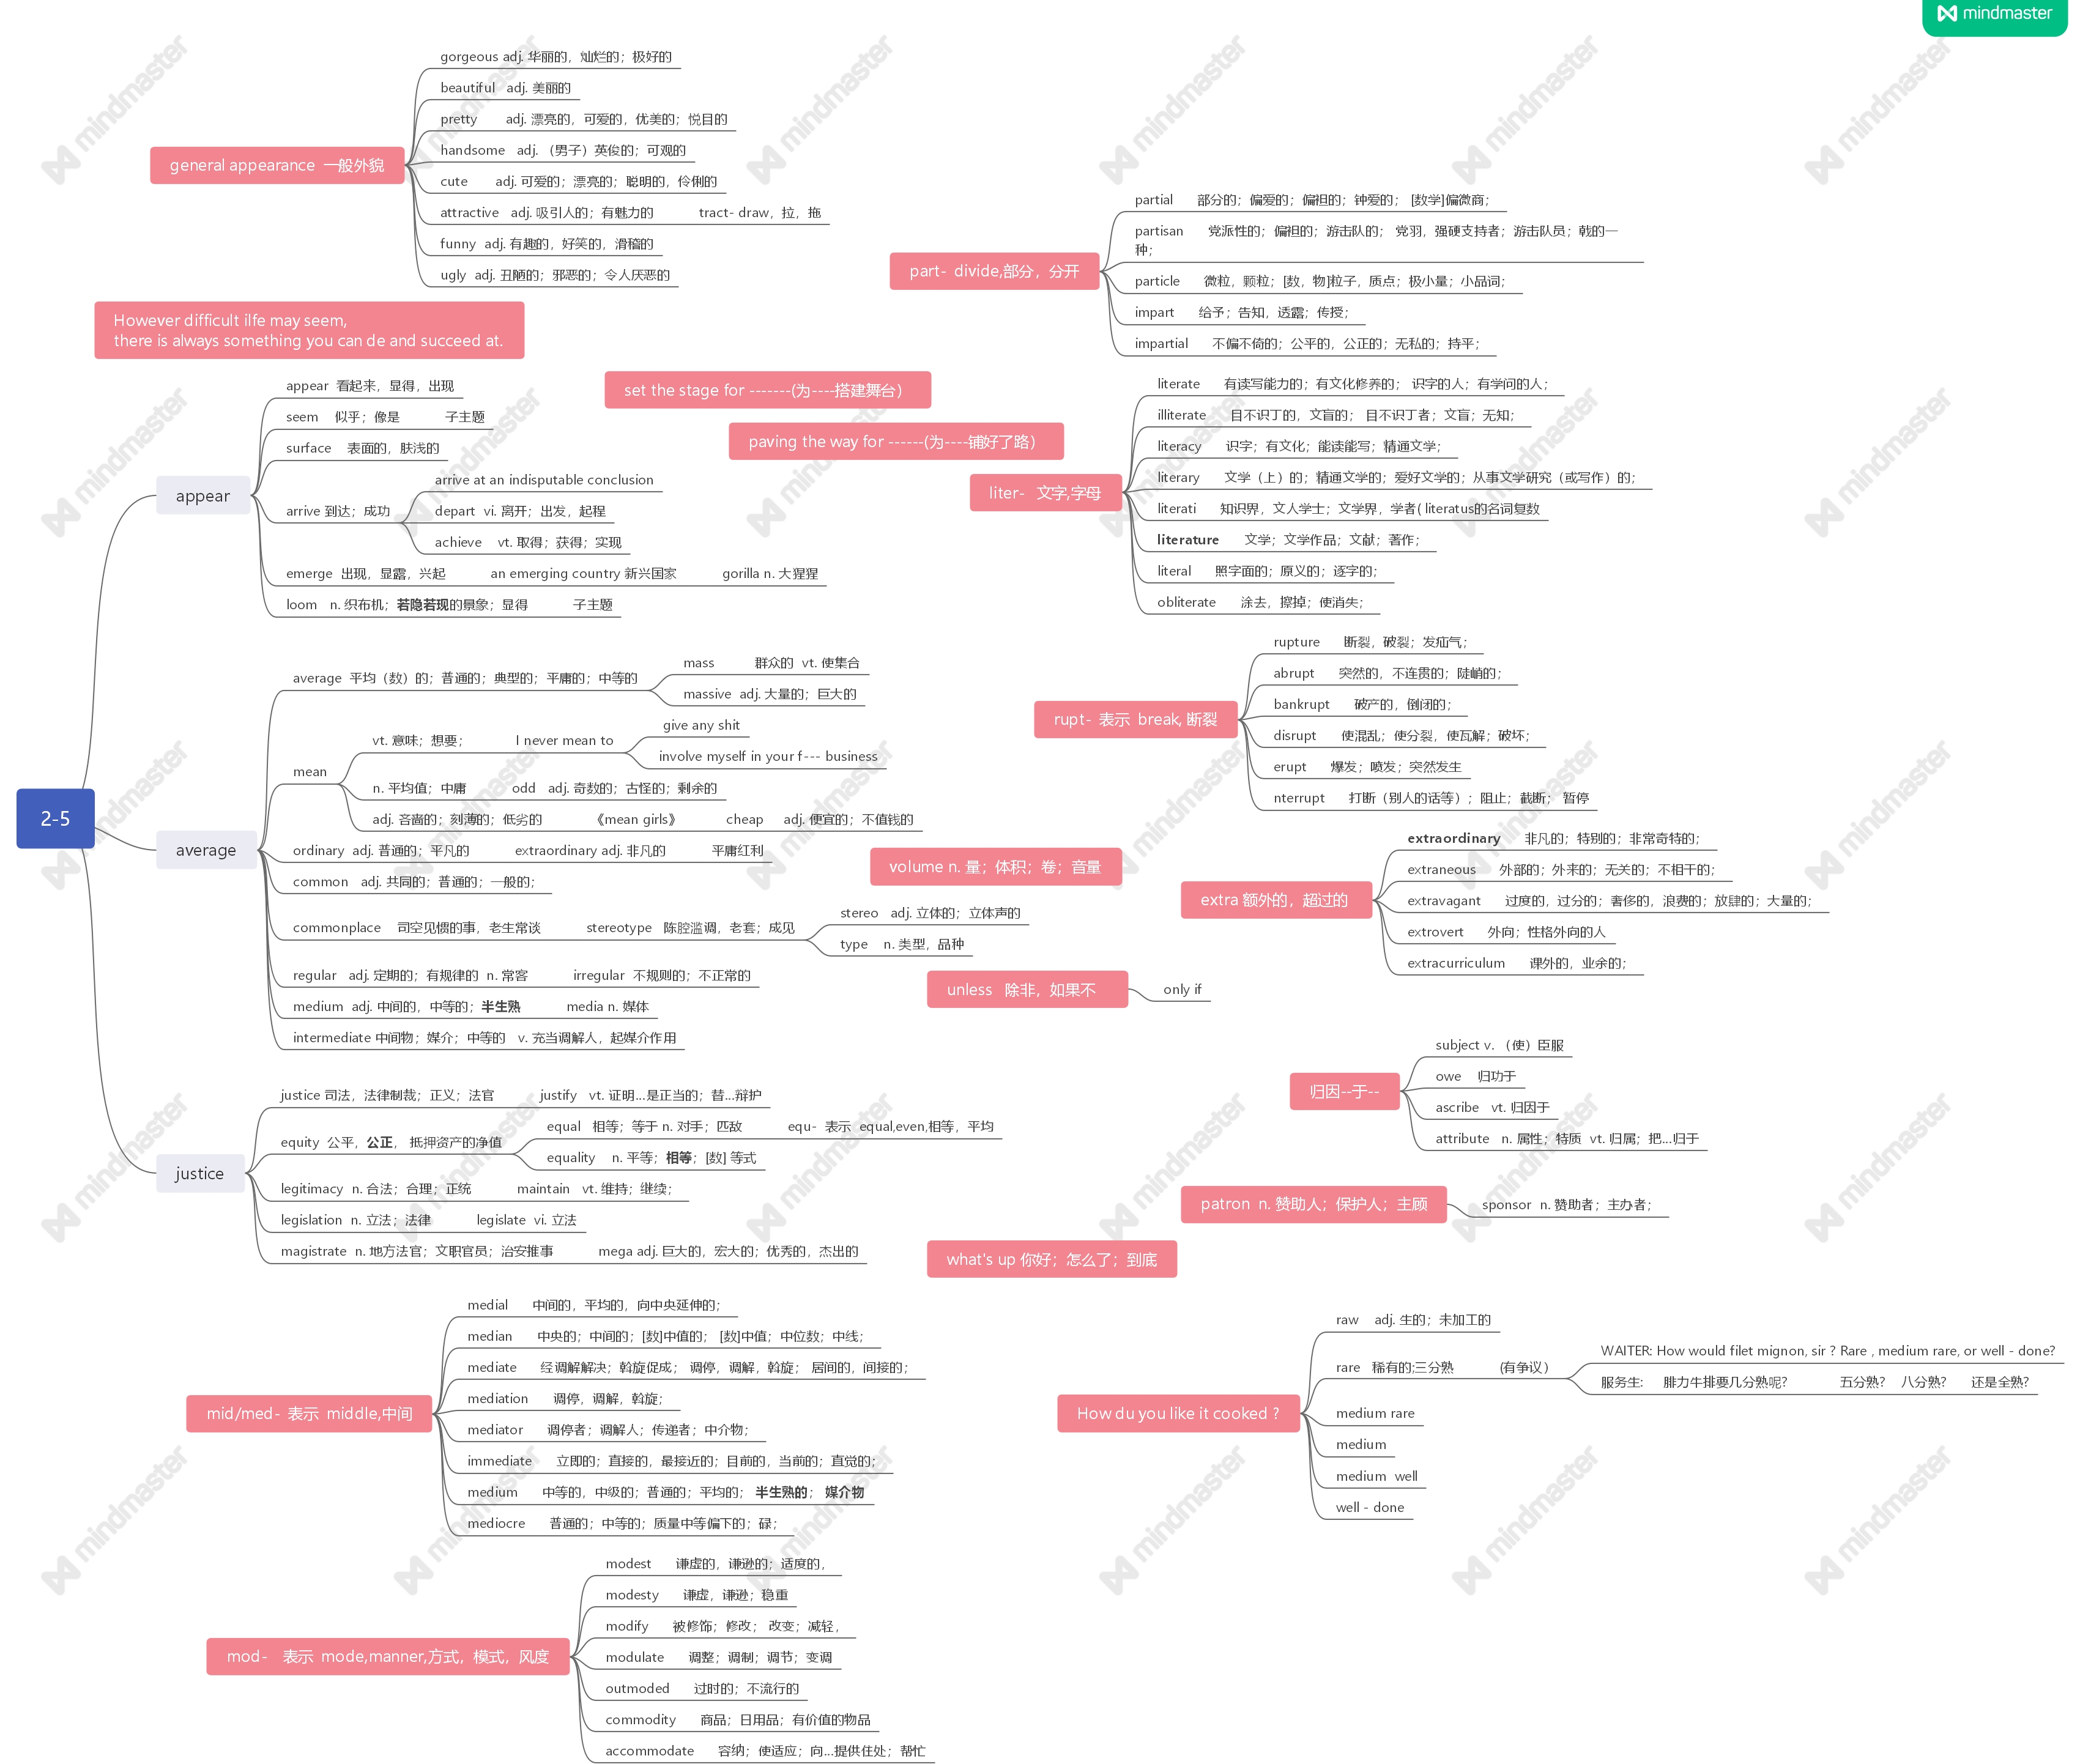 mindmaster
general appearance 一般外貌
gorgeous adj. 华丽的，灿烂的；极好的
beautiful adj. 美丽的
pretty adj. 漂亮的，可爱的，优美的；悦目的
handsome adj. （男子）英俊的；可观的
cute adj. 可爱的；漂亮的；聪明的，伶俐的
attractive adj. 吸引人的；有魅力的 tract- draw，拉，拖
funny adj. 有趣的，好笑的，滑稽的
ugly adj. 丑陋的；邪恶的；令人厌恶的
However difficult ilfe may seem,
there is always something you can de and succeed at.
set the stage for -------(为----搭建舞台）
paving the way for ------(为----铺好了路）
2-5
appear
appear 看起来，显得，出现
seem 似乎；像是 子主题
surface 表面的，肤浅的
arrive 到达；成功
arrive at an indisputable conclusion
depart vi. 离开；出发，起程
achieve vt. 取得；获得；实现
emerge 出现，显露，兴起 an emerging country 新兴国家 gorilla n. 大猩猩
loom n. 织布机；若隐若现的景象；显得 子主题
average
average 平均（数）的；普通的；典型的；平庸的；中等的
mass 群众的 vt. 使集合
massive adj. 大量的；巨大的
mean
vt. 意味；想要； I never mean to
give any shit
involve myself in your f--- business
n. 平均值；中庸 odd adj. 奇数的；古怪的；剩余的
adj. 吝啬的；刻薄的；低劣的 《mean girls》 cheap adj. 便宜的；不值钱的
ordinary adj. 普通的；平凡的 extraordinary adj. 非凡的 平庸红利
common adj. 共同的；普通的；一般的；
commonplace 司空见惯的事，老生常谈 stereotype 陈腔滥调，老套；成见
stereo adj. 立体的；立体声的
type n. 类型，品种
regular adj. 定期的；有规律的 n. 常客 irregular 不规则的；不正常的
medium adj. 中间的，中等的；半生熟 media n. 媒体
intermediate 中间物；媒介；中等的 v. 充当调解人，起媒介作用
justice
justice 司法，法律制裁；正义；法官 justify vt. 证明...是正当的；替...辩护
equity 公平，公正， 抵押资产的净值
equal 相等；等于 n. 对手；匹敌 equ- 表示 equal,even,相等，平均
equality n. 平等；相等；[数] 等式
legitimacy n. 合法；合理；正统 maintain vt. 维持；继续；
legislation n. 立法；法律 legislate vi. 立法
magistrate n. 地方法官；文职官员；治安推事 mega adj. 巨大的，宏大的；优秀的，杰出的
mid/med- 表示 middle,中间
medial 中间的，平均的，向中央延伸的；
median 中央的；中间的；[数]中值的； [数]中值；中位数；中线；
mediate 经调解解决；斡旋促成； 调停，调解，斡旋； 居间的，间接的；
mediation 调停，调解，斡旋；
mediator 调停者；调解人；传递者；中介物；
immediate 立即的；直接的，最接近的；目前的，当前的；直觉的；
medium 中等的，中级的；普通的；平均的； 半生熟的； 媒介物
mediocre 普通的；中等的；质量中等偏下的；碌；
mod- 表示 mode,manner,方式，模式，风度
modest 谦虚的，谦逊的；适度的，
modesty 谦虚，谦逊；稳重
modify 被修饰；修改； 改变；减轻，
modulate 调整；调制；调节；变调
outmoded 过时的；不流行的
commodity 商品；日用品；有价值的物品
accommodate 容纳；使适应；向...提供住处；帮忙
part- divide,部分，分开
partial 部分的；偏爱的；偏袒的；钟爱的； [数学]偏微商；
partisan 党派性的；偏袒的；游击队的； 党羽，强硬支持者；游击队员；戟的一
种；
particle 微粒，颗粒；[数，物]粒子，质点；极小量；小品词；
impart 给予；告知，透露；传授；
impartial 不偏不倚的；公平的，公正的；无私的；持平；
liter- 文字,字母
literate 有读写能力的；有文化修养的； 识字的人；有学问的人；
illiterate 目不识丁的，文盲的； 目不识丁者；文盲；无知；
literacy 识字；有文化；能读能写；精通文学；
literary 文学（上）的；精通文学的；爱好文学的；从事文学研究（或写作）的；
literati 知识界，文人学士；文学界，学者( literatus的名词复数
literature 文学；文学作品；文献；著作；
literal 照字面的；原义的；逐字的；
obliterate 涂去，擦掉；使消失；
rupt- 表示 break, 断裂
rupture 断裂，破裂；发疝气；
abrupt 突然的，不连贯的；陡峭的；
bankrupt 破产的，倒闭的；
disrupt 使混乱；使分裂，使瓦解；破坏；
erupt 爆发；喷发；突然发生
nterrupt 打断（别人的话等）；阻止；截断； 暂停
volume n. 量；体积；卷；音量
extra 额外的，超过的
extraordinary 非凡的；特别的；非常奇特的；
extraneous 外部的；外来的；无关的；不相干的；
extravagant 过度的，过分的；奢侈的，浪费的；放肆的；大量的；
extrovert 外向；性格外向的人
extracurriculum 课外的，业余的；
unless 除非，如果不
only if
归因--于--
subject v. （使）臣服
owe 归功于
ascribe vt. 归因于
attribute n. 属性；特质 vt. 归属；把...归于
patron n. 赞助人；保护人；主顾
sponsor n. 赞助者；主办者；
what's up 你好；怎么了；到底
How du you like it cooked ?
raw adj. 生的；未加工的
rare 稀有的;三分熟 （有争议）
WAITER: How would filet mignon, sir ? Rare , medium rare, or well - done?
服务生: 腓力牛排要几分熟呢? 五分熟? 八分熟? 还是全熟?
medium rare
medium
medium well
well - done